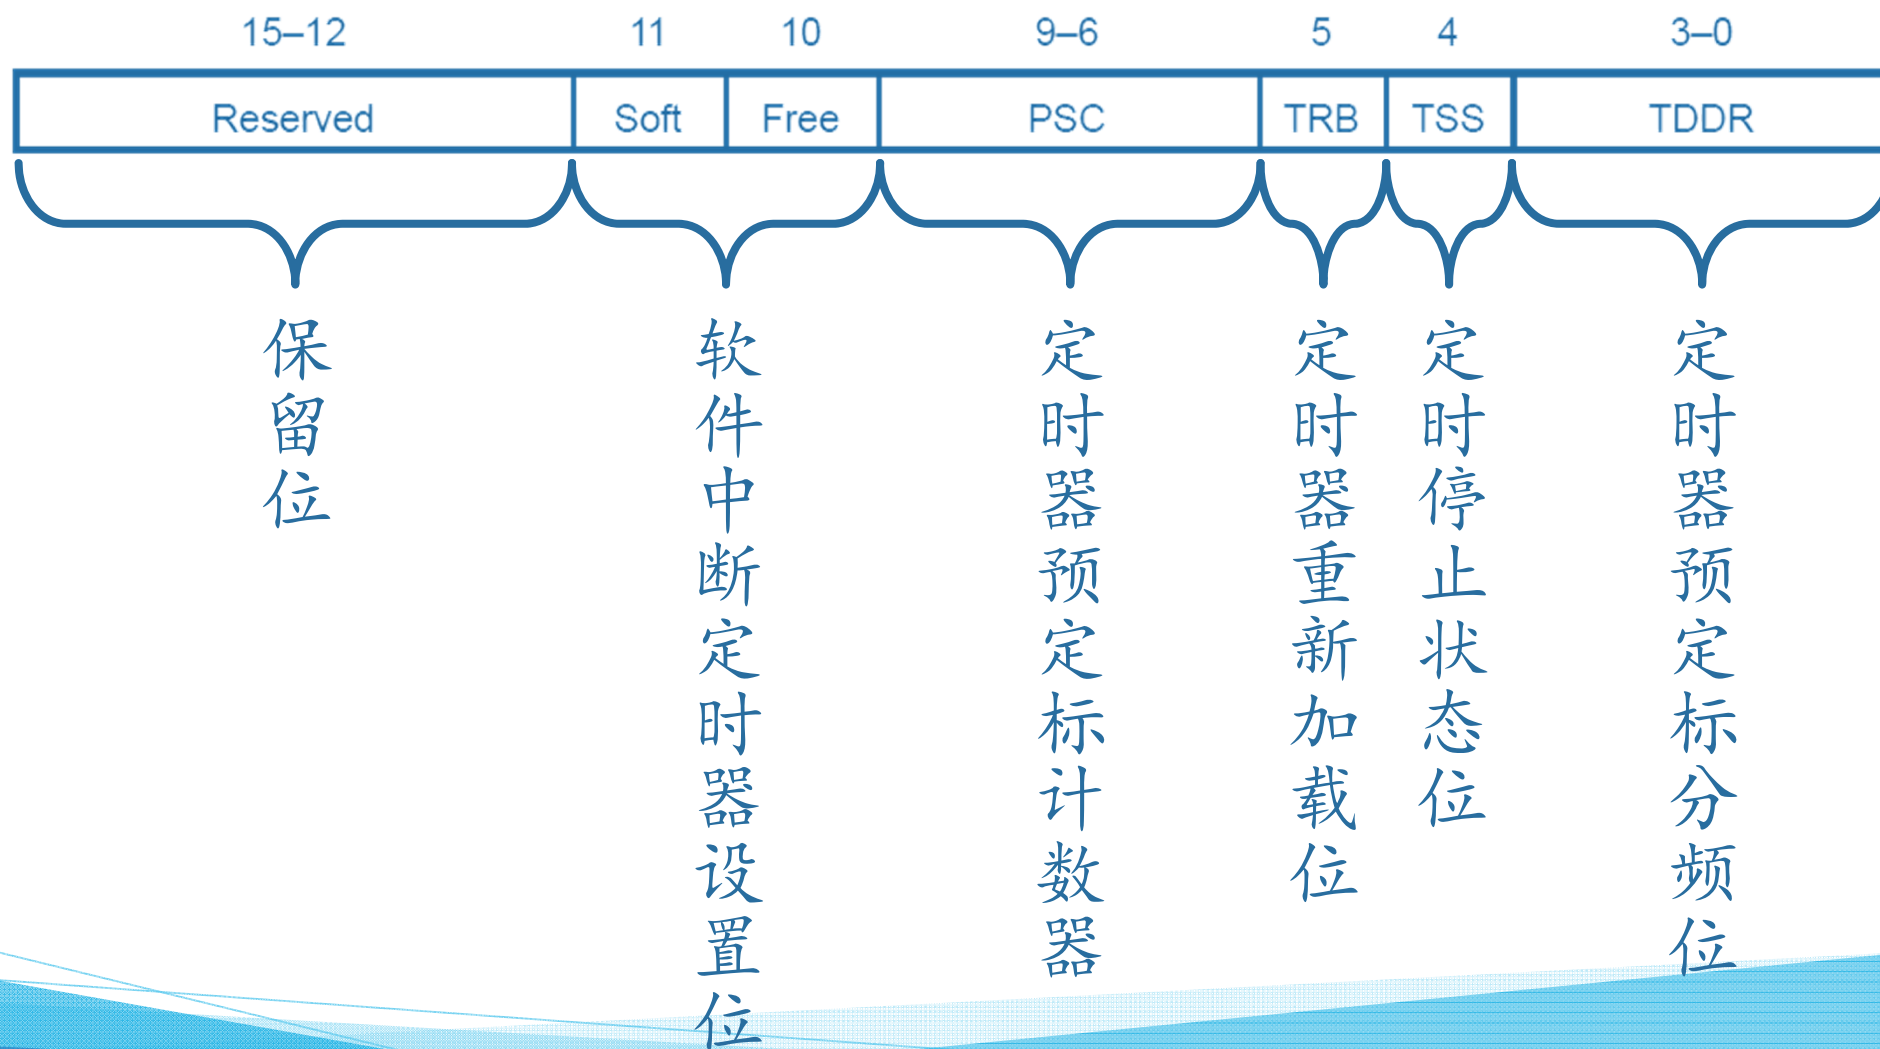 15–12 11 10 9–6 5 4 3–0
Reserved Soft Free PSC TRB TSS TDDR
保留位
软件中断定时器设置位
定时器预定标计数器
定时器重新加载位
定时停止状态位
定时器预定标分频位